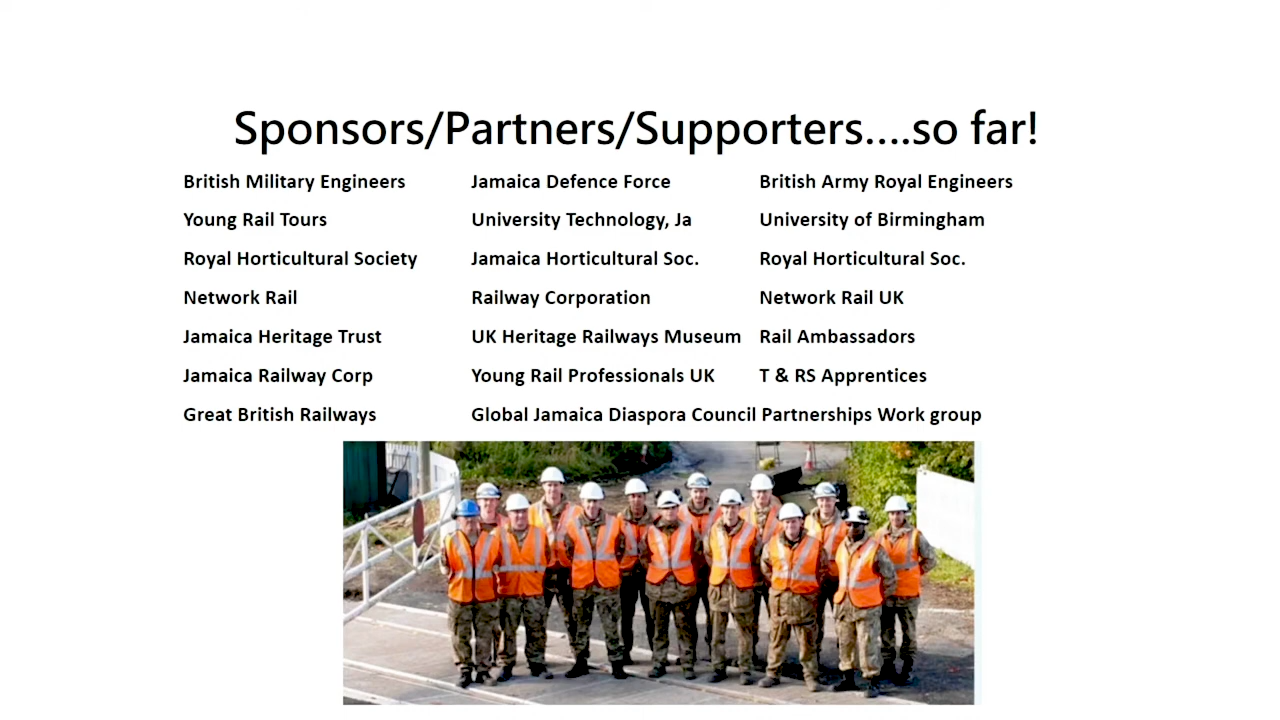 Sponsors/Partners/Supporters....so far!
British Military Engineers Jamaica Defence Force British Army Royal Engineers
Young Rail Tours University Technology, Ja University of Birmingham
Royal Horticultural Society Jamaica Horticultural Soc. Royal Horticultural Soc.
Network Rail Railway Corporation Network Rail UK
Jamaica Heritage Trust UK Heritage Railways Museum Rail Ambassadors
Jamaica Railway Corp Young Rail Professionals UK T & RS Apprentices
Great British Railways Global Jamaica Diaspora Council Partnerships Work group